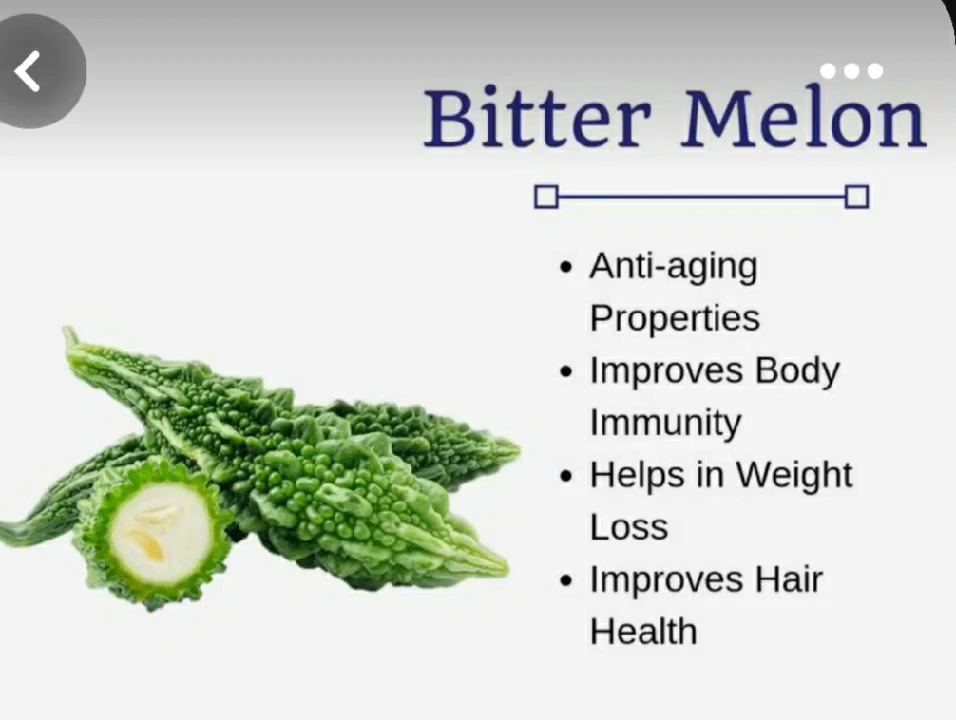 Bitter Melon
Anti-aging
Properties
Improves Body
Immunity
Helps in Weight
Loss
Improves Hair
Health